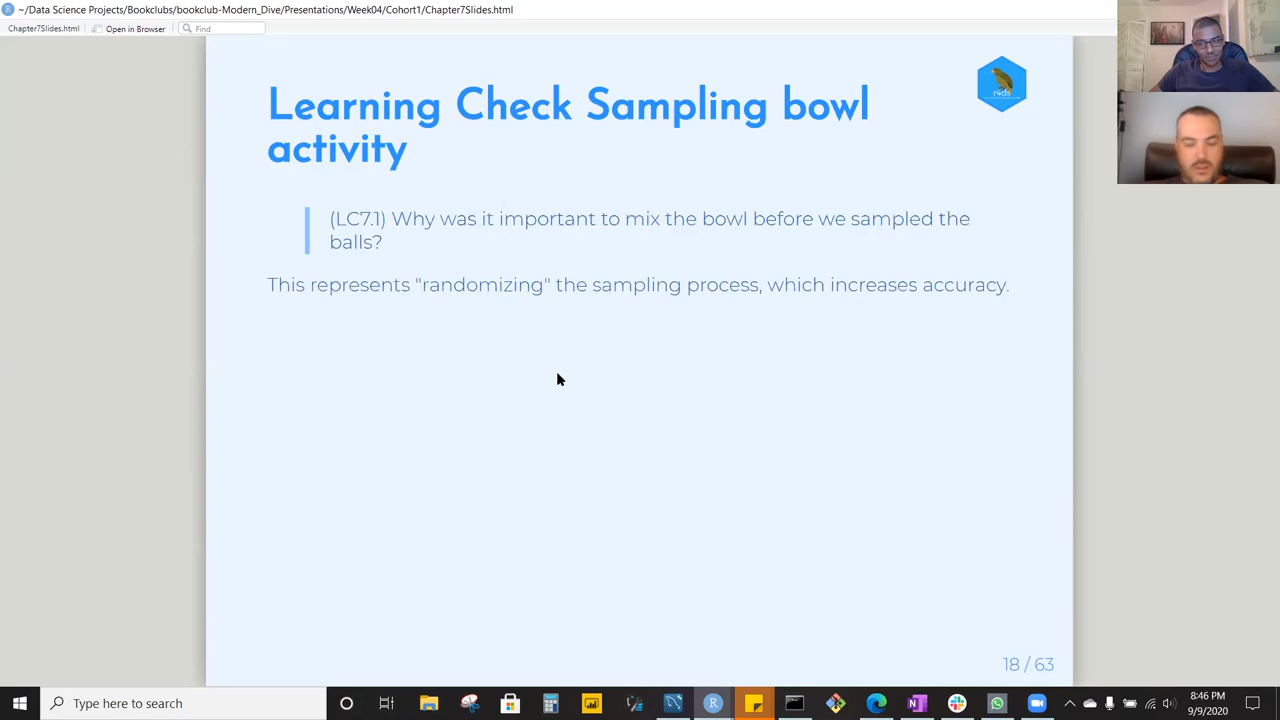 ~/Data Science Projects/Bookclubs/bookclub-Modern_Dive/Presentations/Week04/Cohort1/Chapter7Slides.html
Chapter7Slides.html
Open in Browser
Find
Learning Check Sampling bowl
activity
r4ds
(LC7.1) Why was it important to mix the bowl before we sampled the
balls?
This represents "randomizing" the sampling process, which increases accuracy.
18 / 63
Type here to search
8:46 PM
9/9/2020